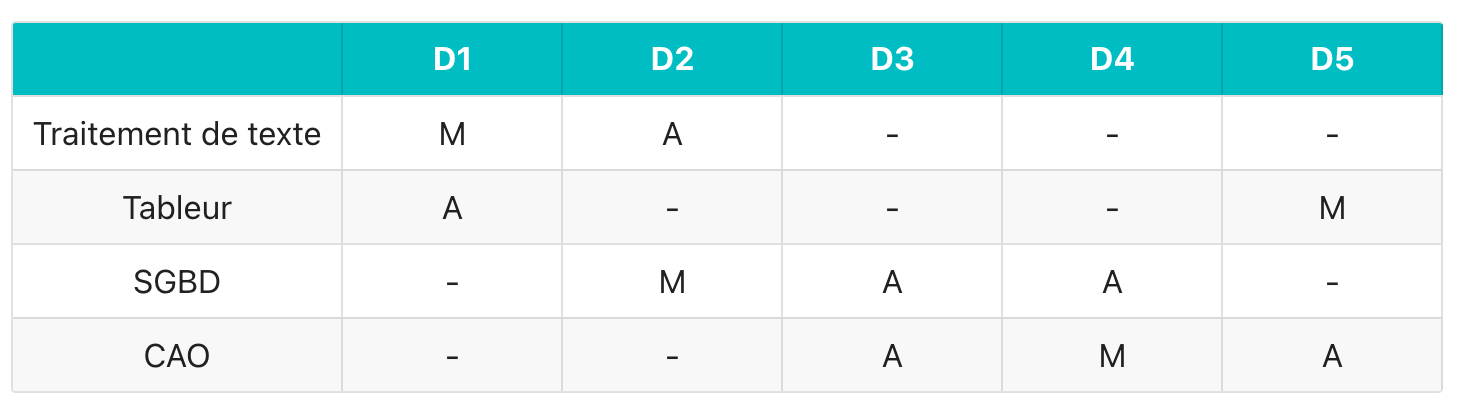 D1 D2 D3 D4 D5
Traitement de texte M A - - -
Tableur A - - - M
SGBD - M A A -
CAO - - A M A